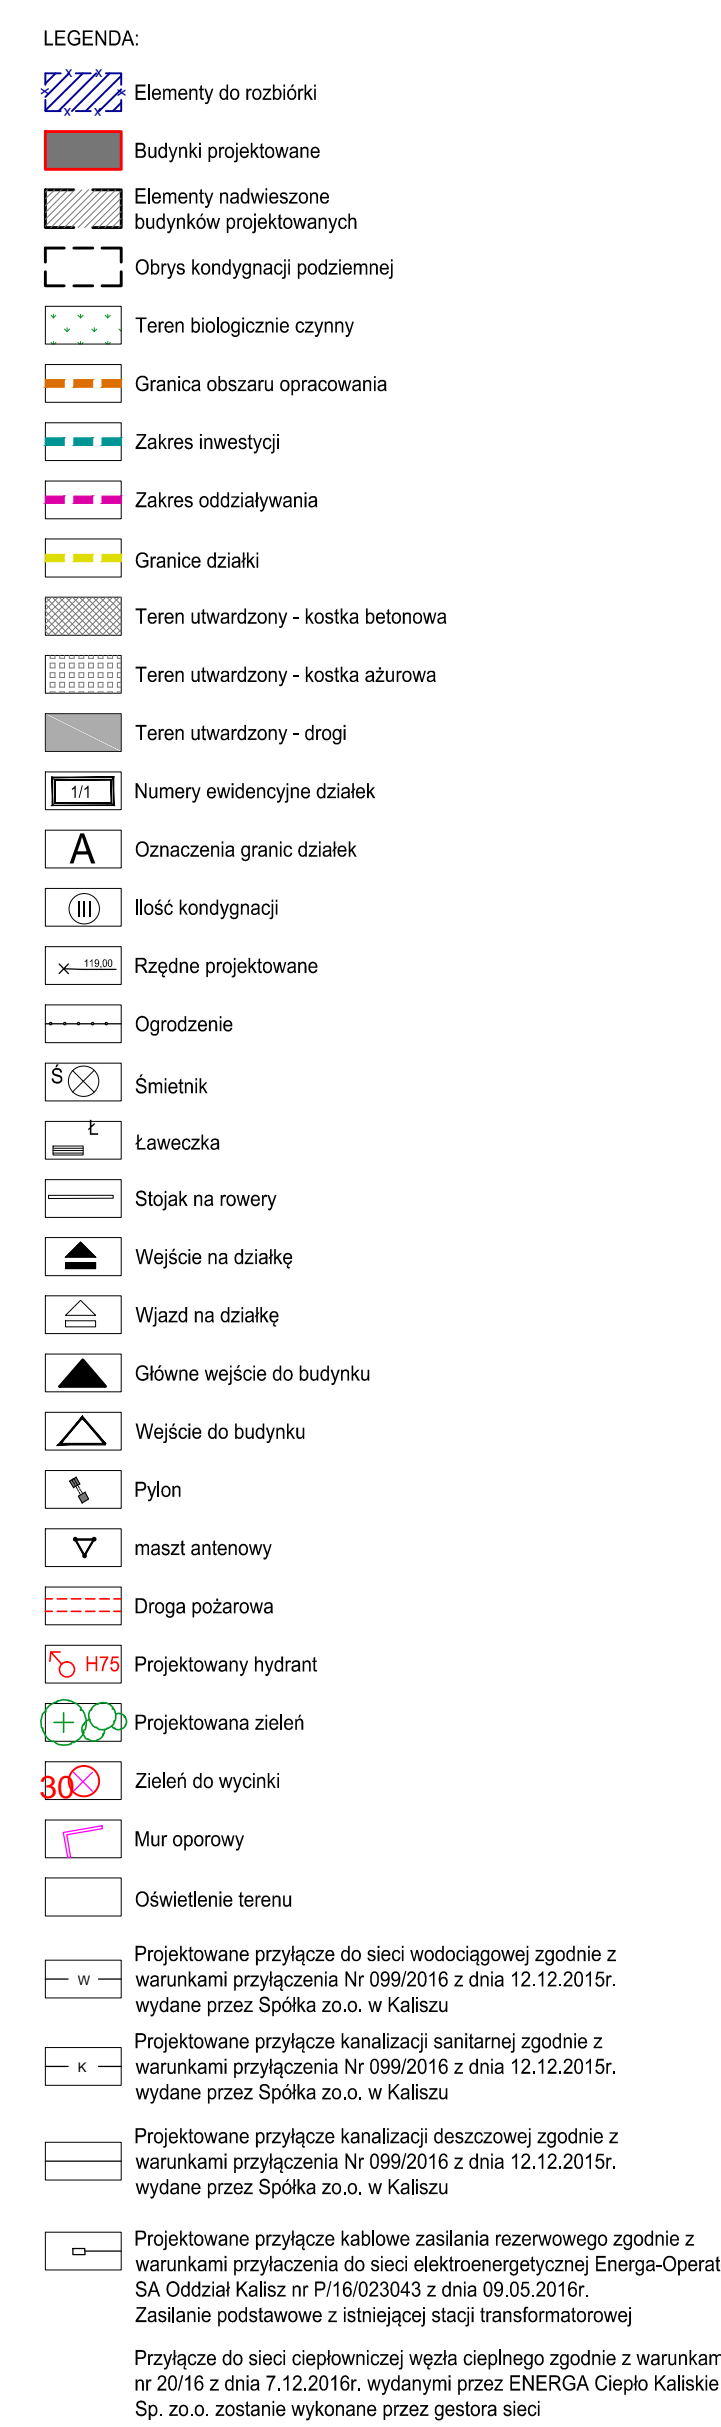 LEGENDA:
Elementy do rozbiórki
Budynki projektowane
Elementy nadwieszone
budynków projektowanych
Obrys kondygnacji podziemnej
Teren biologicznie czynny
Granica obszaru opracowania
Zakres inwestycji
Zakres oddziaływania
Granice działki
Teren utwardzony - kostka betonowa
Teren utwardzony - kostka ażurowa
Teren utwardzony - drogi
1/1 Numery ewidencyjne działek
A Oznaczenia granic działek
III Ilość kondygnacji
119,00 Rzędne projektowane
Ogrodzenie
Ś Śmietnik
Ł Ławeczka
Stojak na rowery
Wejście na działkę
Wjazd na działkę
Główne wejście do budynku
Wejście do budynku
Pylon
maszt antenowy
Droga pożarowa
H75 Projektowany hydrant
Projektowana zieleń
30 Zieleń do wycinki
Mur oporowy
Oświetlenie terenu
Projektowane przyłącze do sieci wodociągowej zgodnie z
W warunkami przyłączenia Nr 099/2016 z dnia 12.12.2015r.
wydane przez Spółka zo.o. w Kaliszu
Projektowane przyłącze kanalizacji sanitarnej zgodnie z
K warunkami przyłączenia Nr 099/2016 z dnia 12.12.2015r.
wydane przez Spółka zo.o. w Kaliszu
Projektowane przyłącze kanalizacji deszczowej zgodnie z
warunkami przyłączenia Nr 099/2016 z dnia 12.12.2015r.
wydane przez Spółka zo.o. w Kaliszu
Projektowane przyłącze kablowe zasilania rezerwowego zgodnie z
warunkami przyłaczenia do sieci elektroenergetycznej Energa-Operat
SA Oddział Kalisz nr P/16/023043 z dnia 09.05.2016r.
Zasilanie podstawowe z istniejącej stacji transformatorowej
Przyłącze do sieci ciepłowniczej węzła cieplnego zgodnie z warunkam
nr 20/16 z dnia 7.12.2016r. wydanymi przez ENERGA Ciepło Kaliskie
Sp. zo.o. zostanie wykonane przez gestora sieci